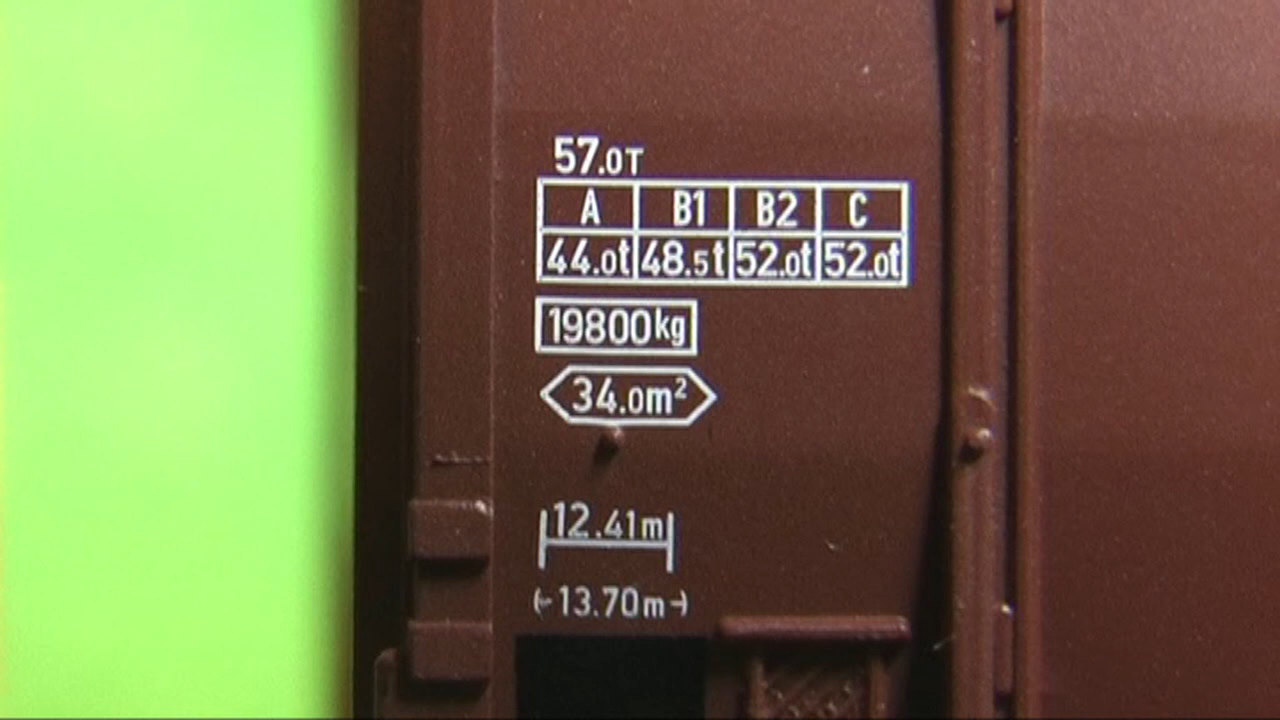 57.0T
A B1 B2 C
44.0t 48.5t 52.0t 52.0t
19800kg
34.0m²
12.41m
13.70m